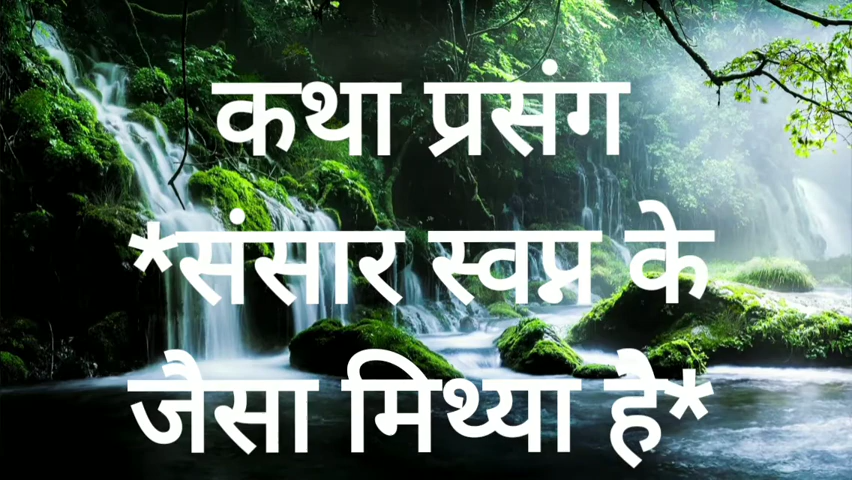 कथा प्रसंग
*संसार स्वप्न के
जैसा मिथ्या है*